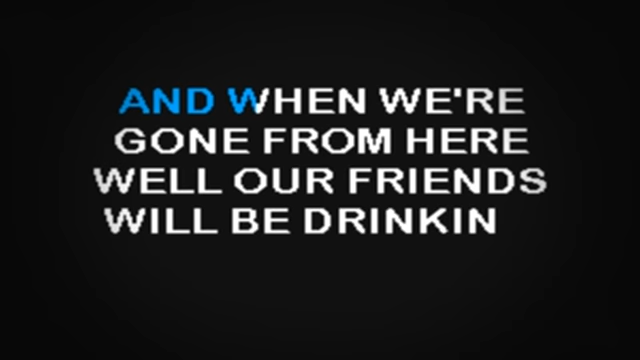 AND WHEN WE'RE
GONE FROM HERE
WELL OUR FRIENDS
WILL BE DRINKIN